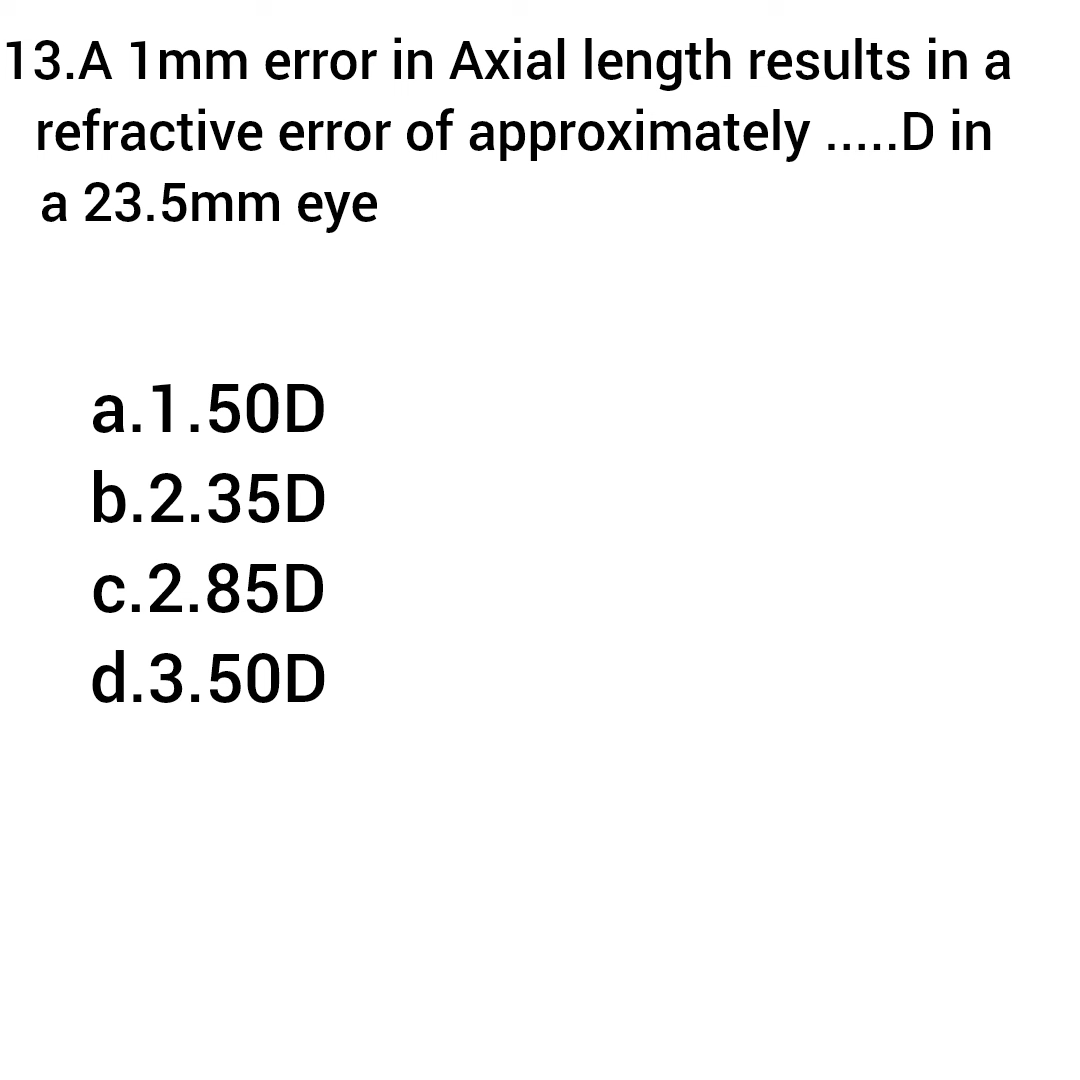 13.A 1mm error in Axial length results in a
refractive error of approximately .....D in
a 23.5mm eye
a.1.50D
b.2.35D
c.2.85D
d.3.50D